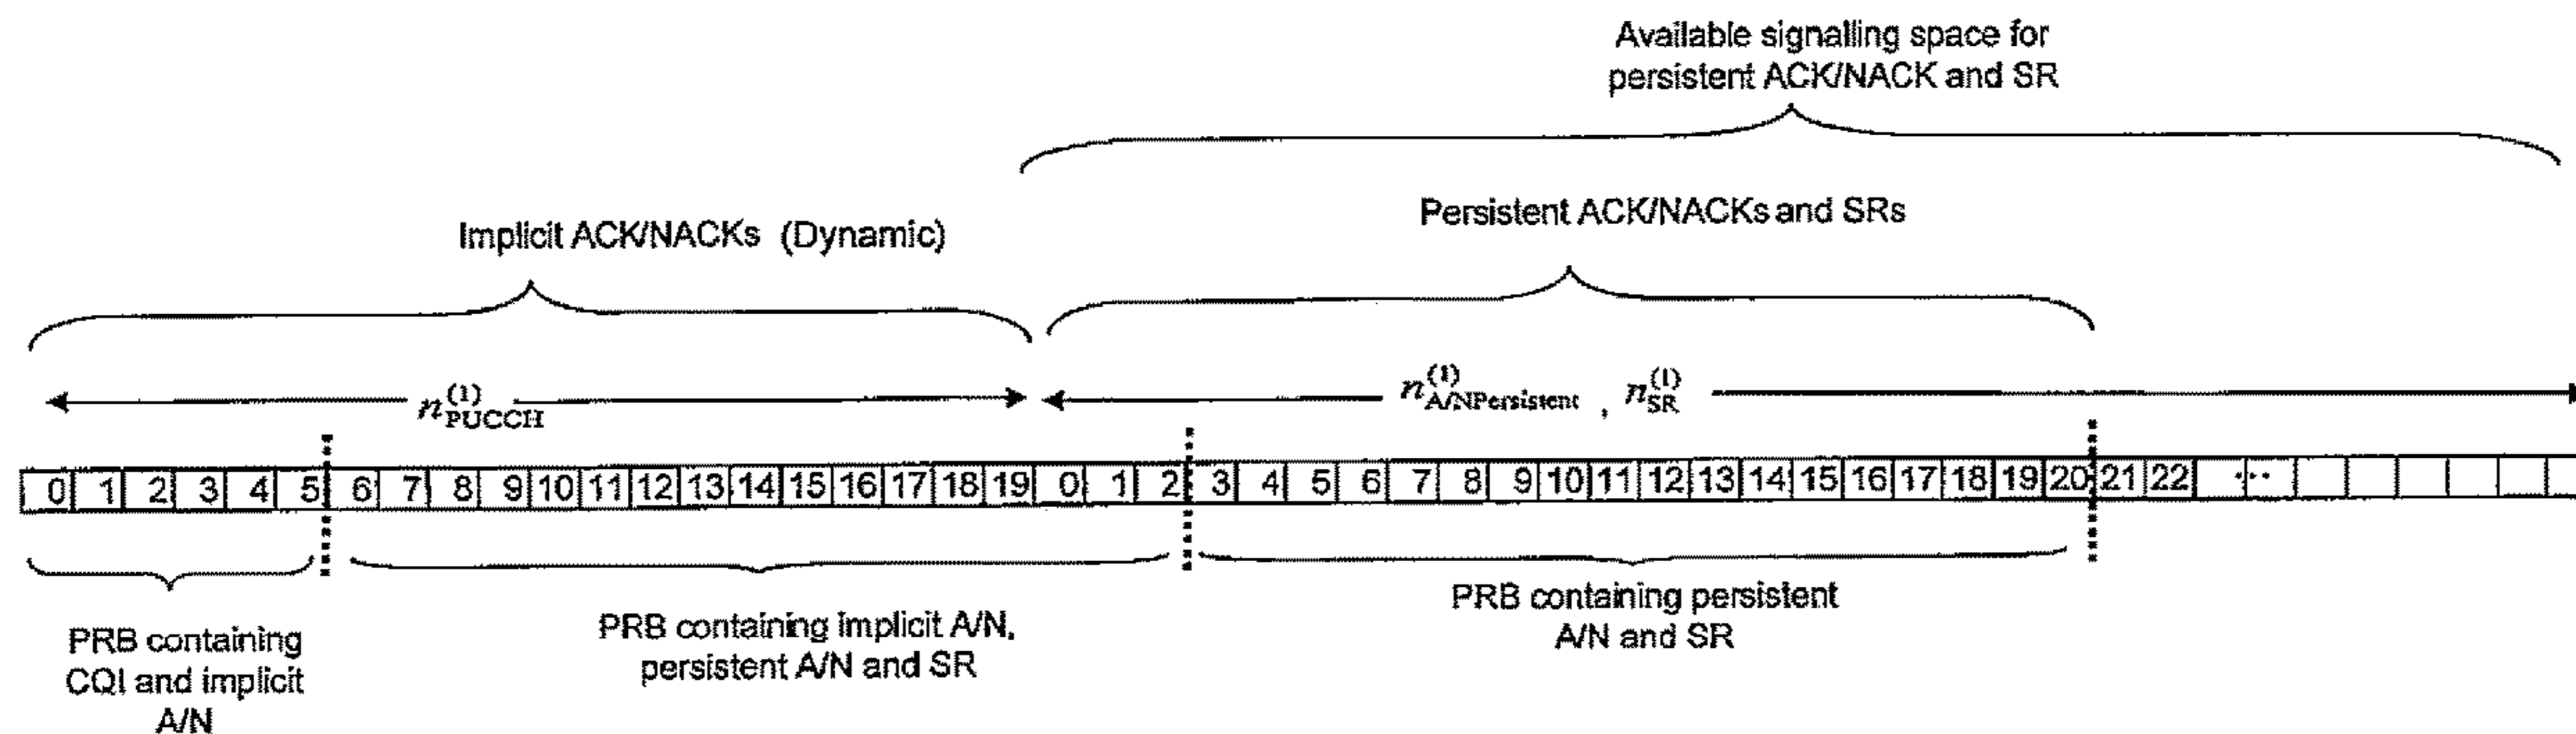 Available signalling space for
persistent ACK/NACK and SR
Implicit ACK/NACKs (Dynamic)
Persistent ACK/NACKs and SRs
n^{(1)}_{PUCCH}
n^{(1)}_{A/NPersistent} , n^{(1)}_{SR}
0 1 2 3 4 5 6 7 8 9 10 11 12 13 14 15 16 17 18 19 0 1 2 3 4 5 6 7 8 9 10 11 12 13 14 15 16 17 18 19 20 21 22 ...
PRB containing
CQI and implicit
A/N
PRB containing implicit A/N,
persistent A/N and SR
PRB containing persistent
A/N and SR